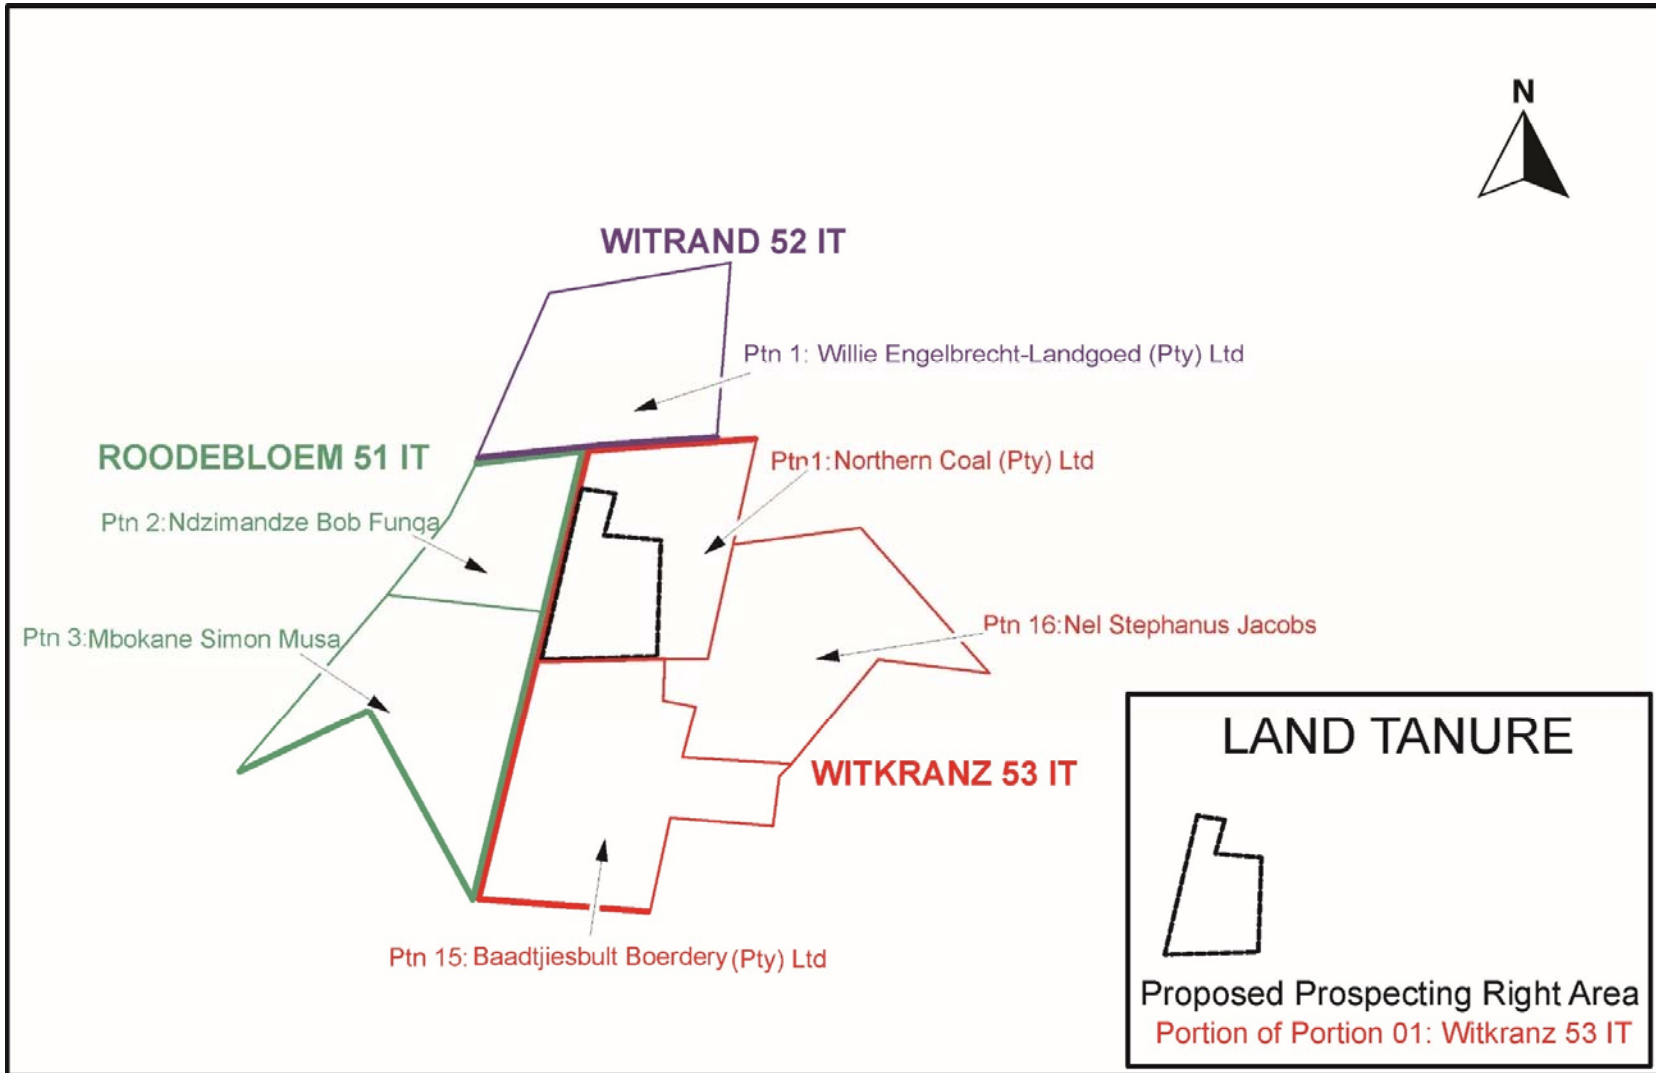 N
WITRAND 52 IT
Ptn 1: Willie Engelbrecht-Landgoed (Pty) Ltd
ROODEBLOEM 51 IT
Ptn1: Northern Coal (Pty) Ltd
Ptn 2:Ndzimandze Bob Funga
Ptn 3:Mbokane Simon Musa
Ptn 16:Nel Stephanus Jacobs
WITKRANZ 53 IT
Ptn 15: Baadtjiesbult Boerdery (Pty) Ltd
LAND TANURE
Proposed Prospecting Right Area
Portion of Portion 01: Witkranz 53 IT